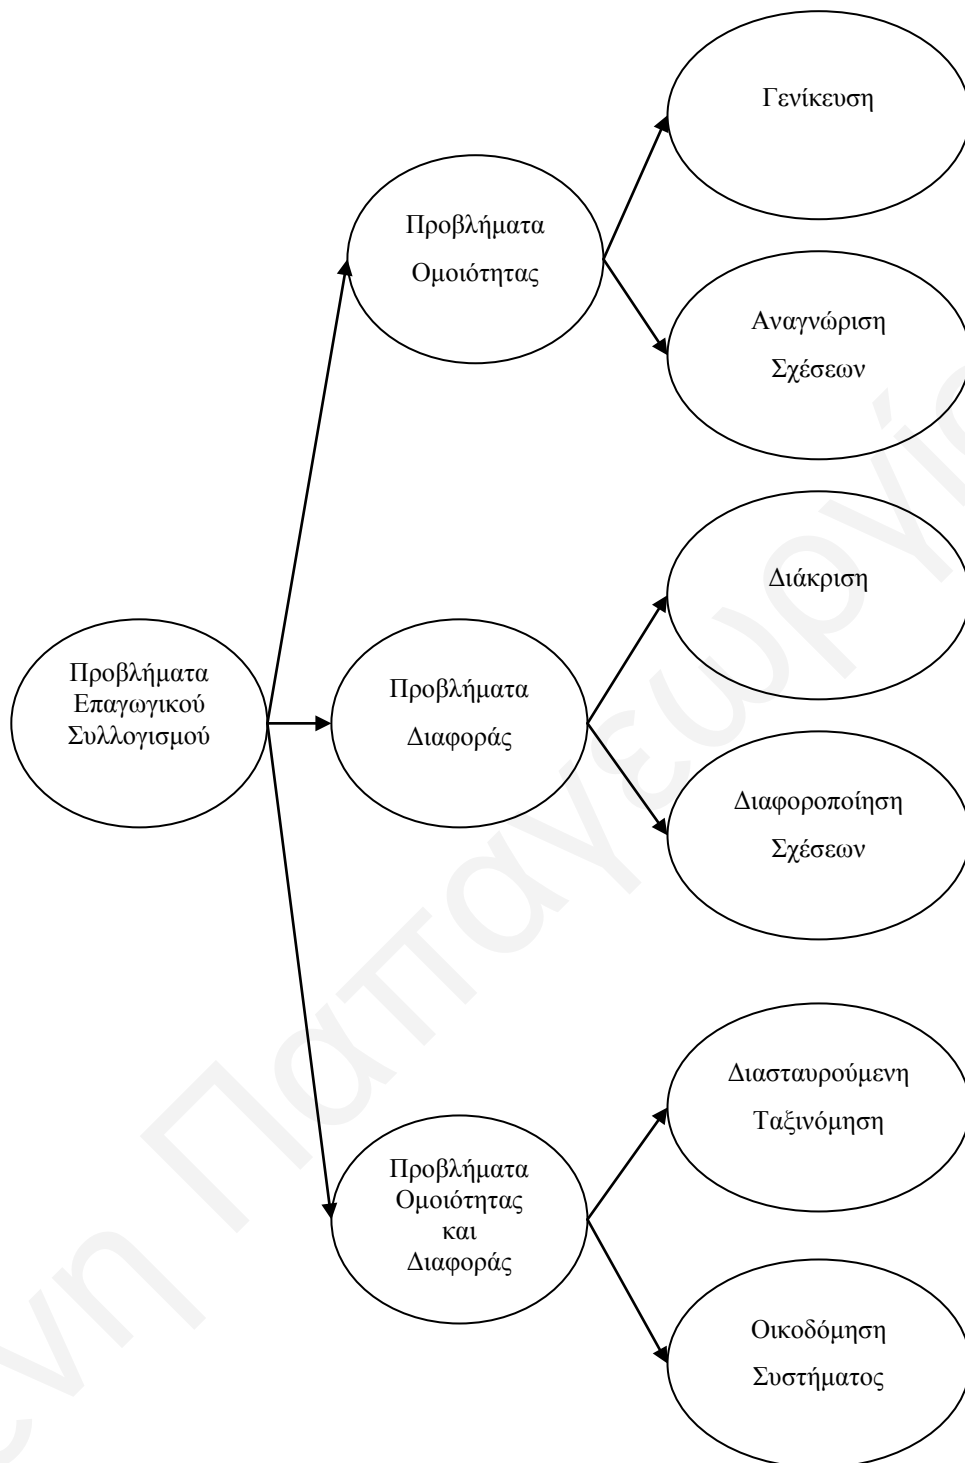 Γενίκευση
Προβλήματα
Ομοιότητας
Αναγνώριση
Σχέσεων
Διάκριση
Προβλήματα
Επαγωγικού
Συλλογισμού
Προβλήματα
Διαφοράς
Διαφοροποίηση
Σχέσεων
Διασταυρούμενη
Ταξινόμηση
Προβλήματα
Ομοιότητας
και
Διαφοράς
Οικοδόμηση
Συστήματος